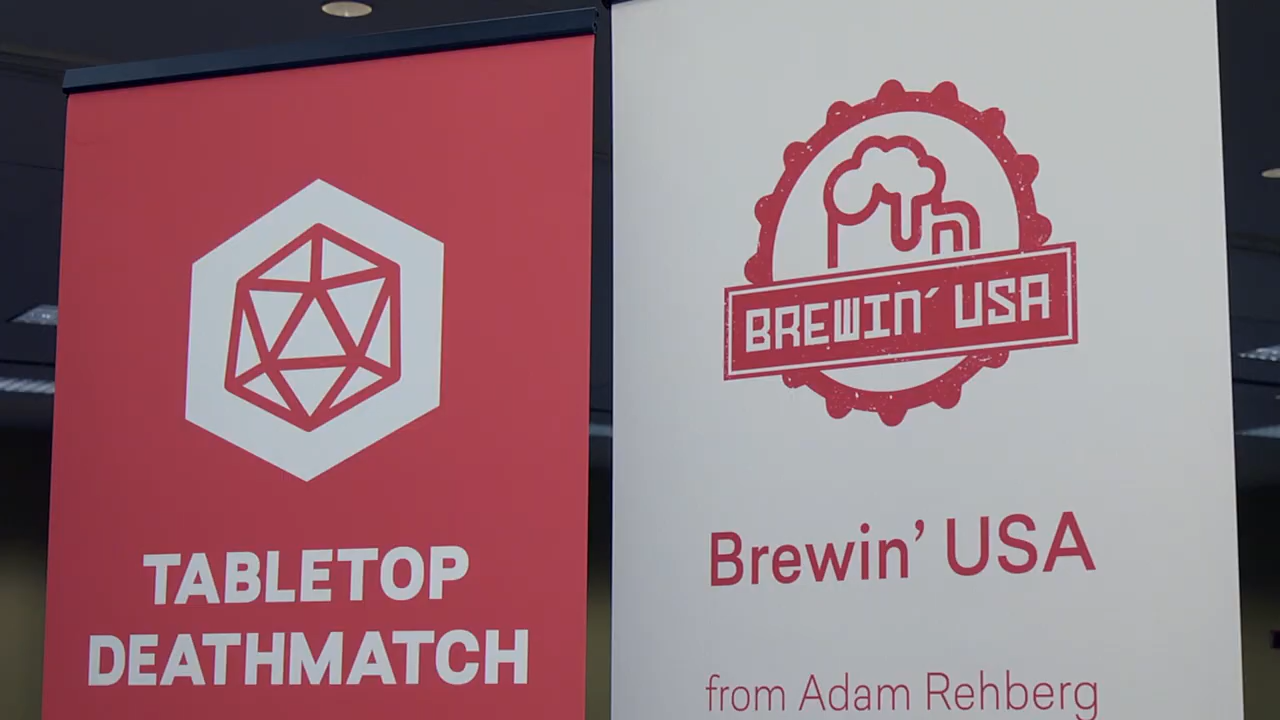 TABLETOP
DEATHMATCH
BREWIN' USA
Brewin' USA
from Adam Rehberg